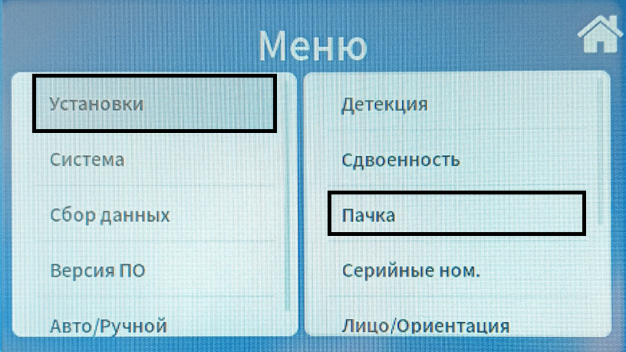 Меню
Установки
Система
Сбор данных
Версия ПО
Авто/Ручной
Детекция
Сдвоенность
Пачка
Серийные ном.
Лицо/Ориентация